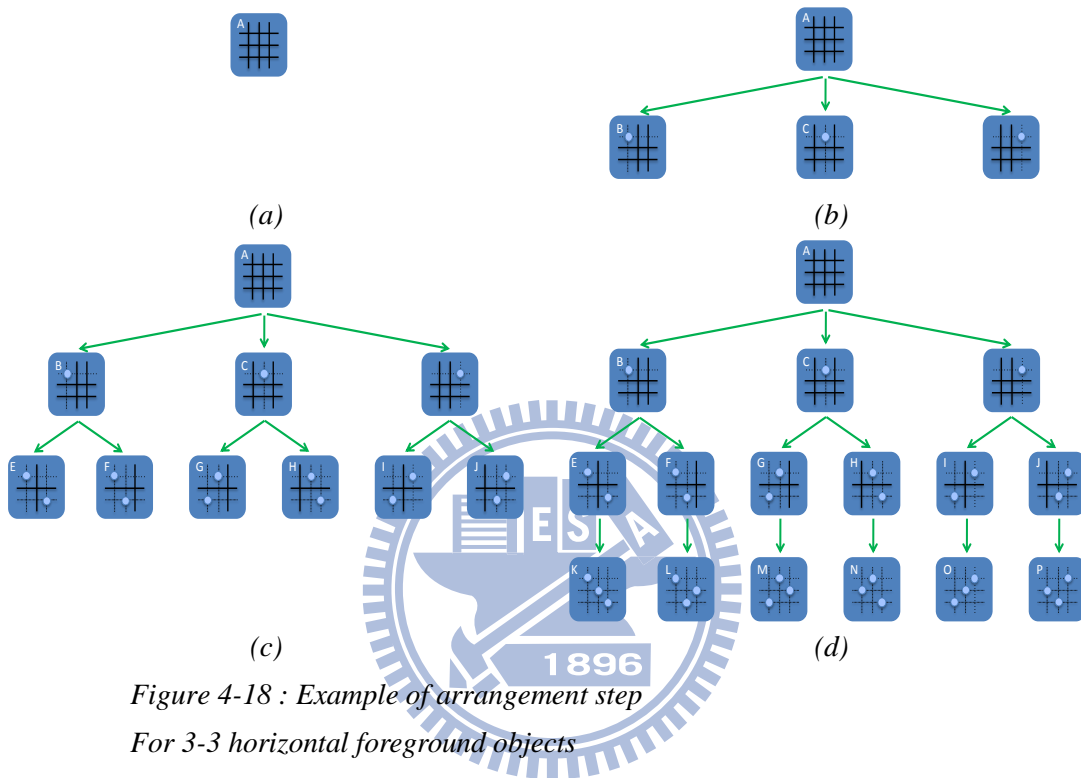 A
A
B
C
(a)
(b)
A
A
B
C
B
C
E
F
G
H
I
J
E
F
G
H
I
J
E S A
K
L
M
N
O
P
(c)
(d)
1896
Figure 4-18 : Example of arrangement step
For 3-3 horizontal foreground objects